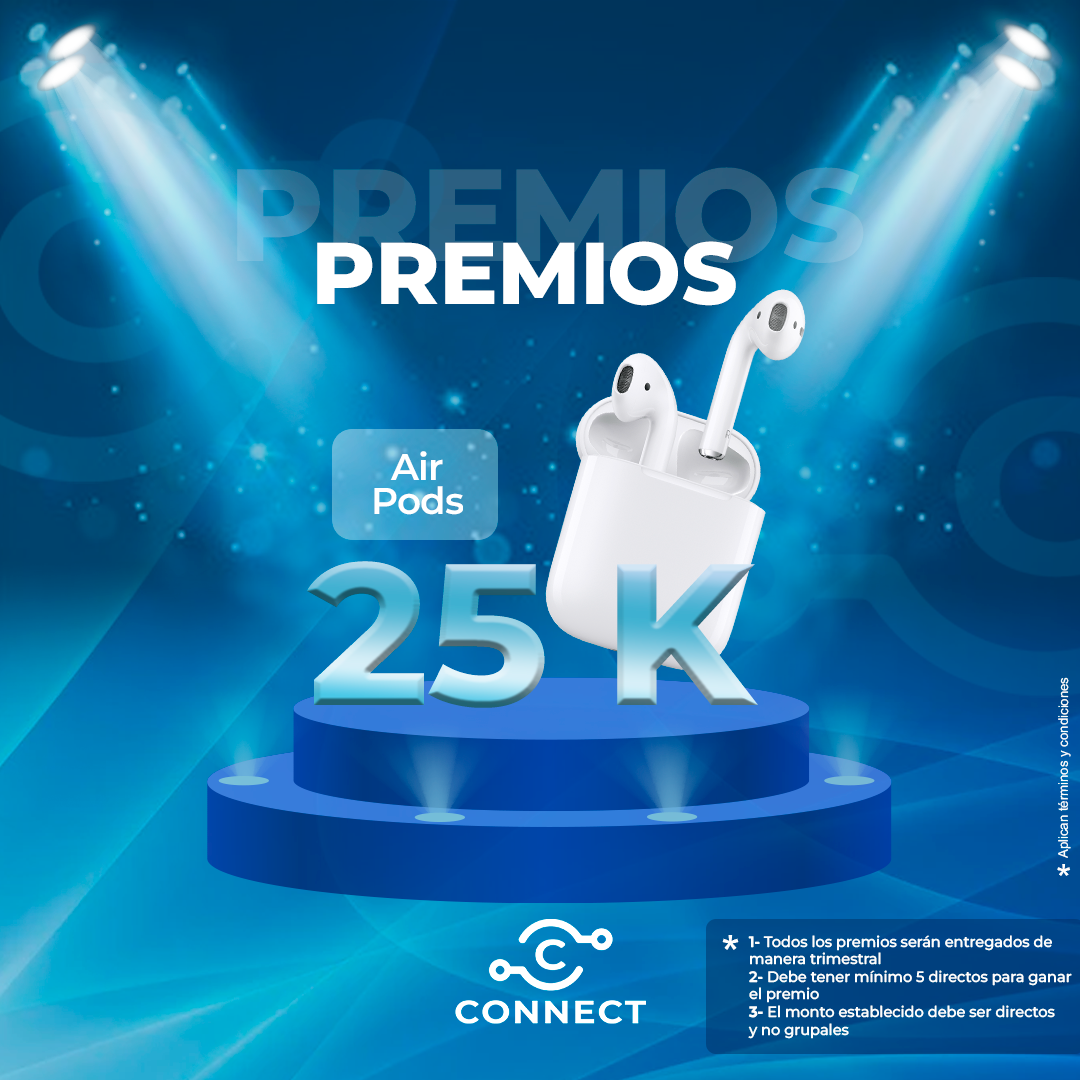 PREMIOS
PREMIOS
Air
Pods
25 K
* Aplican términos y condiciones
C
CONNECT
* 1- Todos los premios serán entregados de
manera trimestral
2- Debe tener mínimo 5 directos para ganar
el premio
3- El monto establecido debe ser directos
y no grupales